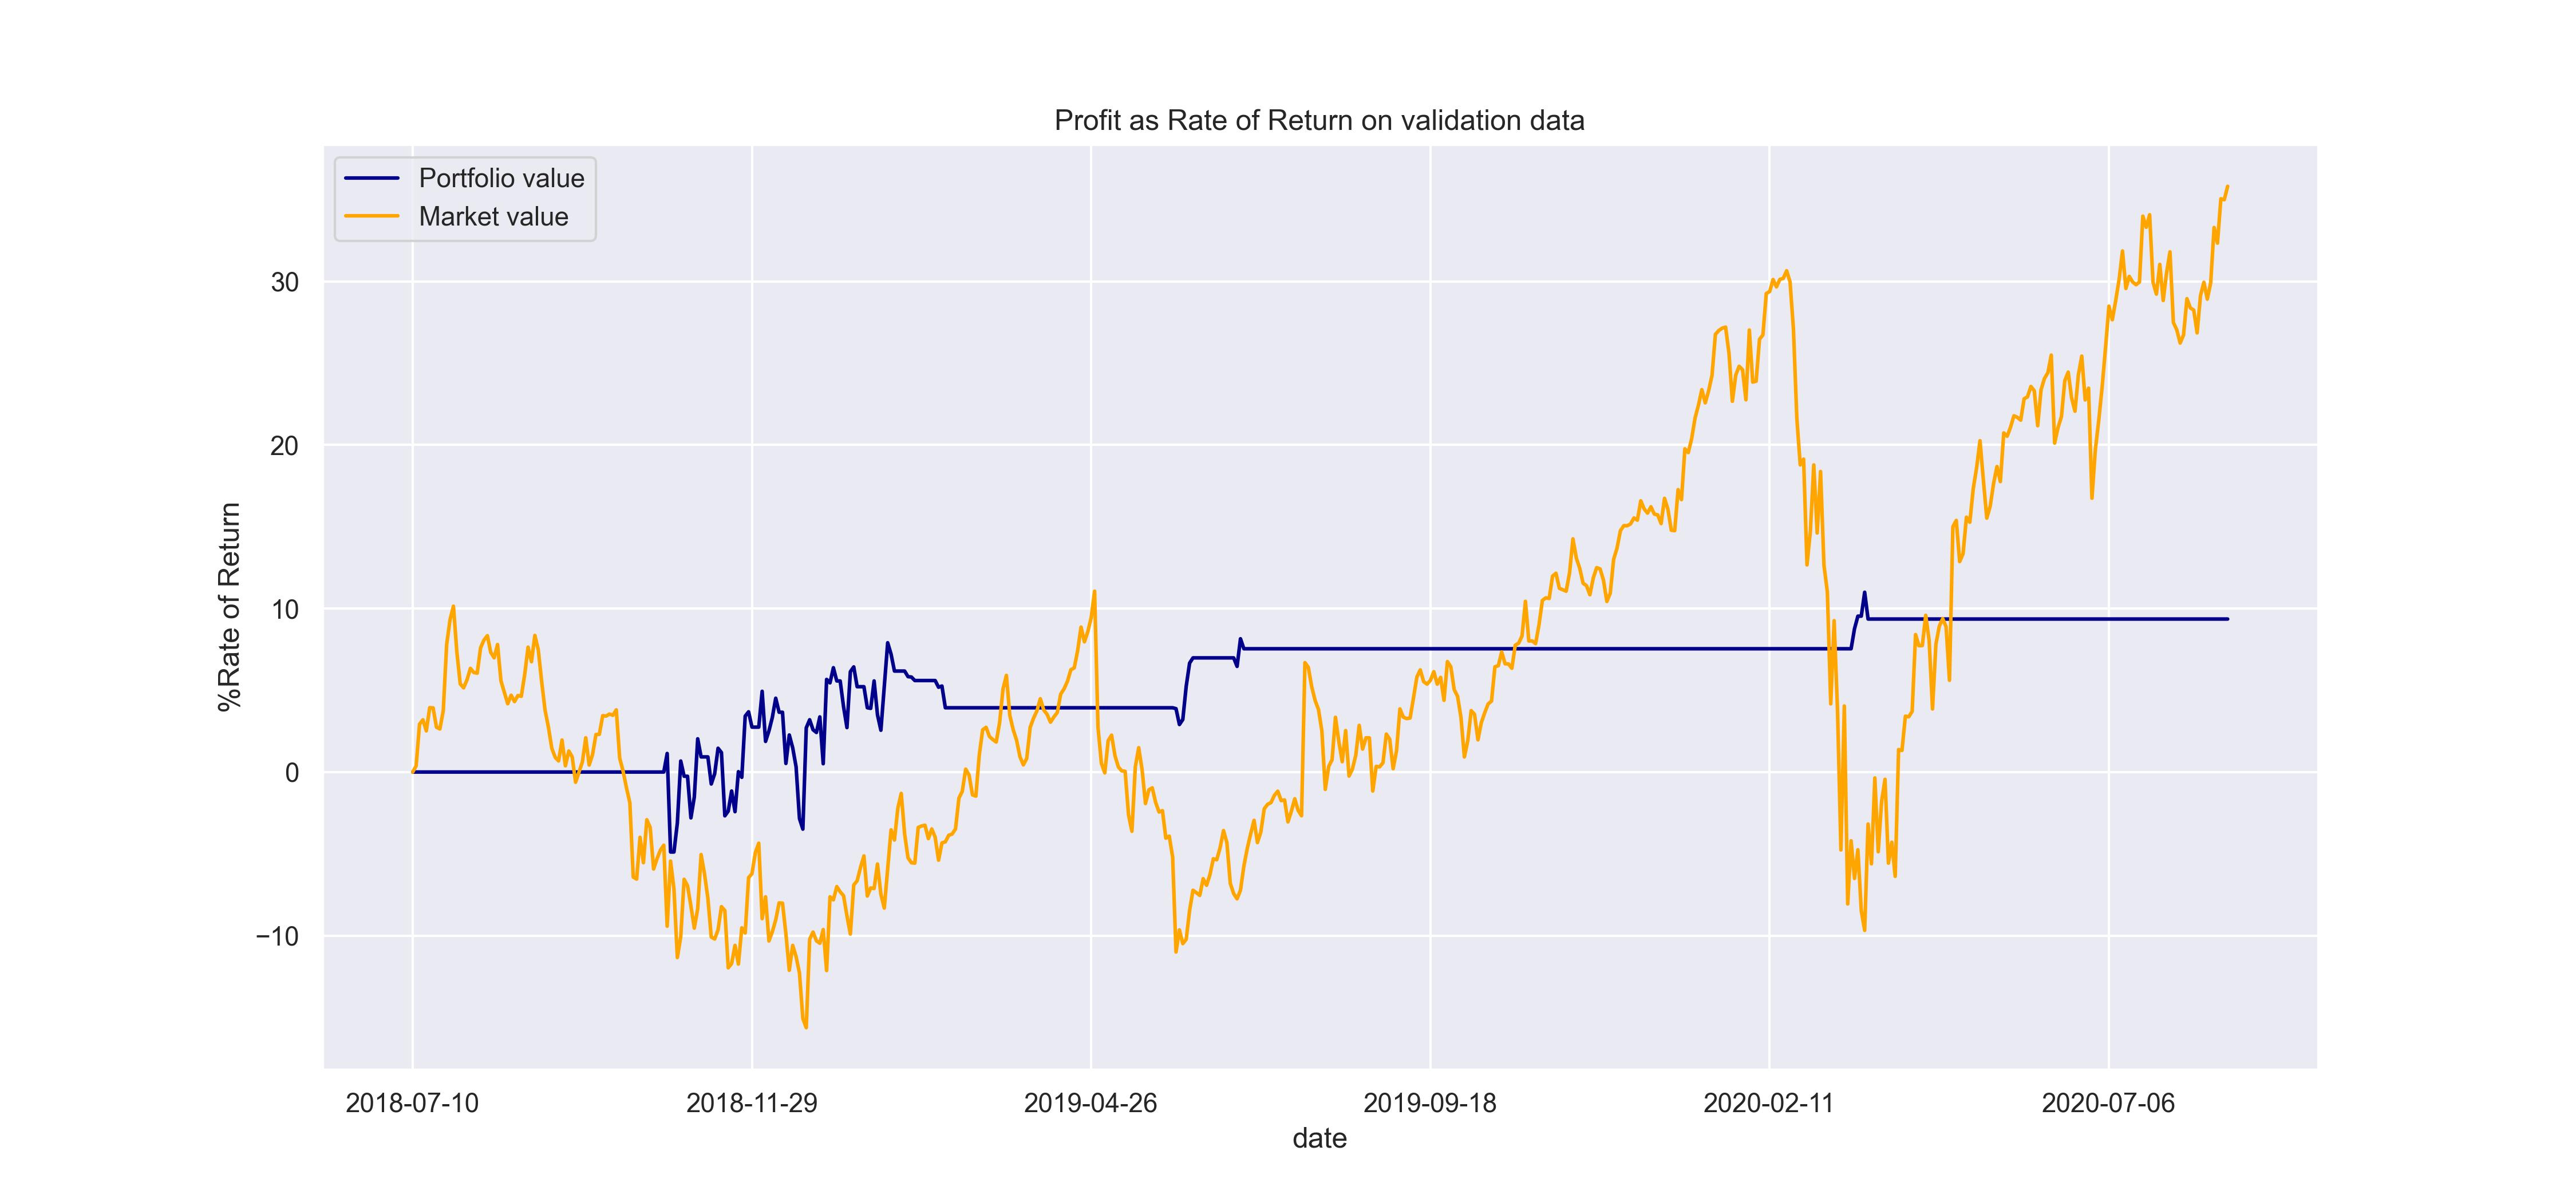 Profit as Rate of Return on validation data
Portfolio value
Market value
%Rate of Return
30
20
10
0
−10
2018-07-10
2018-11-29
2019-04-26
2019-09-18
2020-02-11
2020-07-06
date